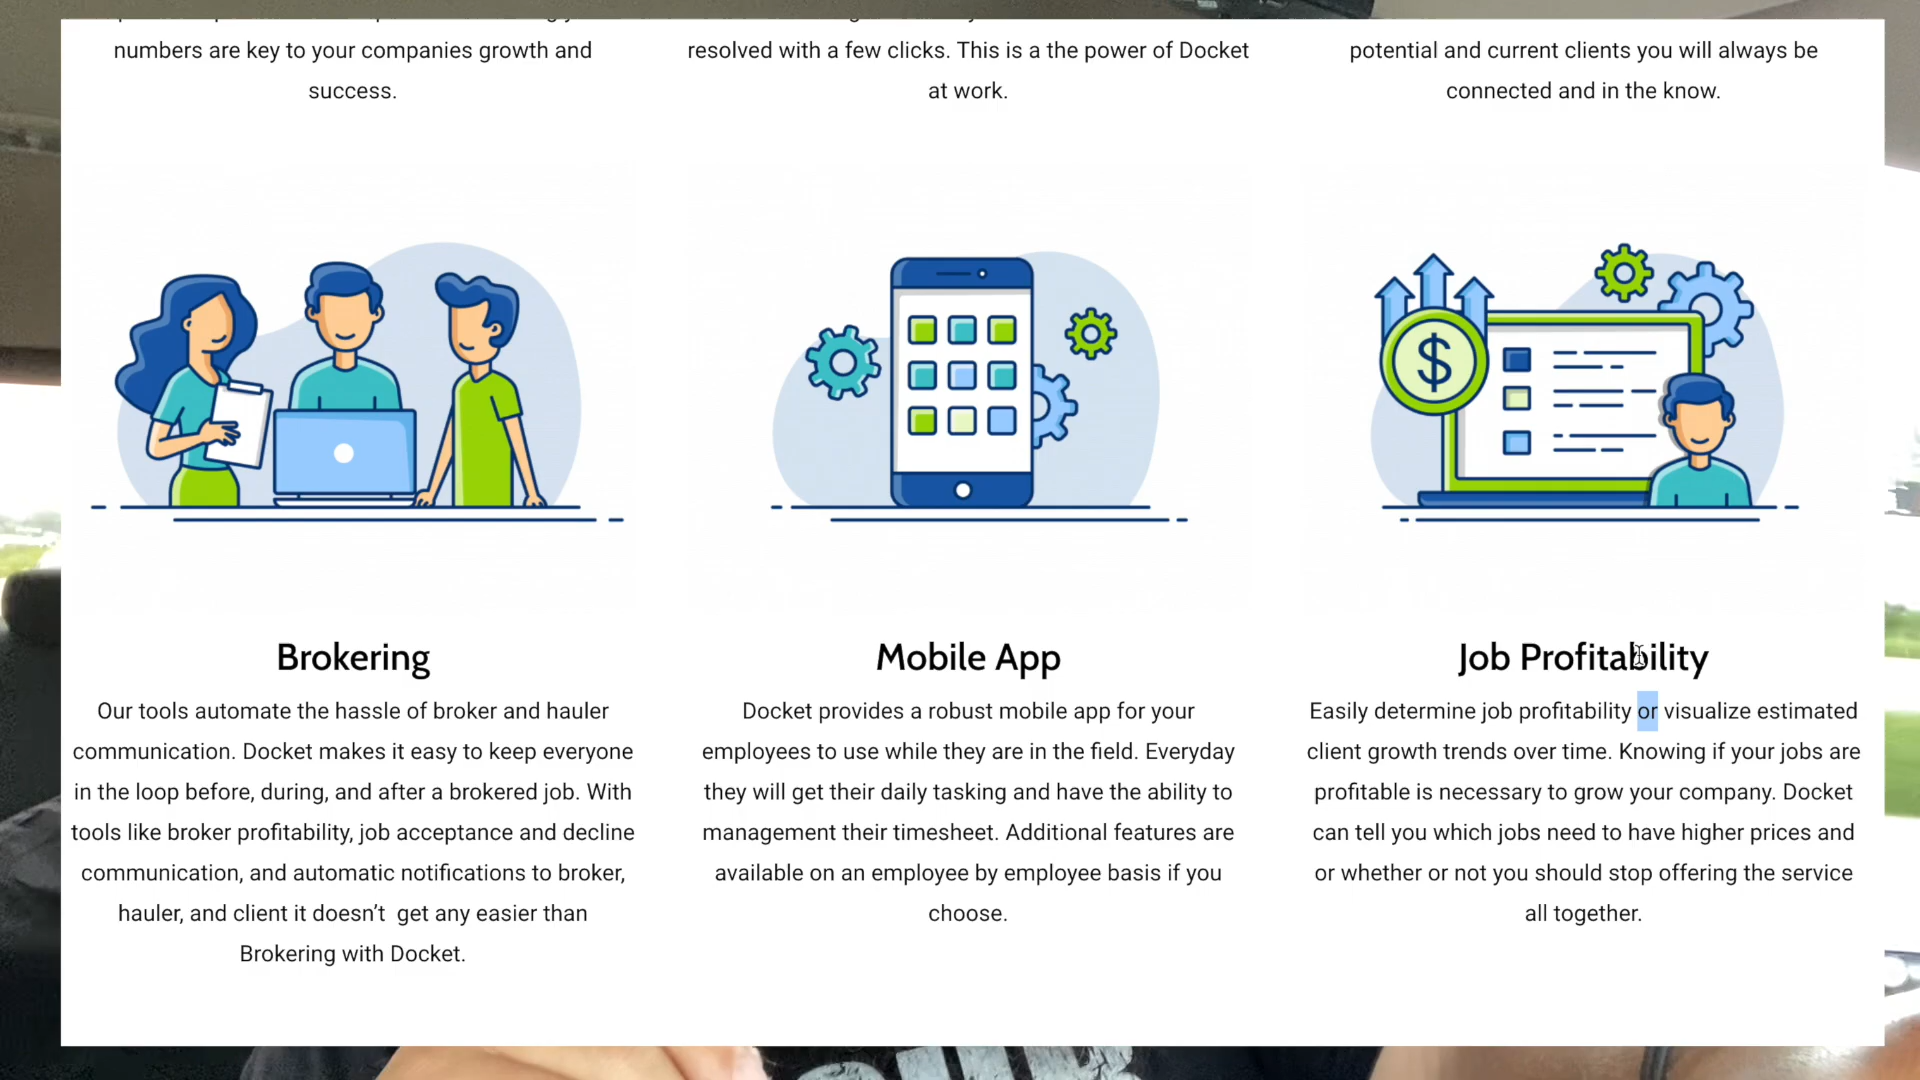 numbers are key to your companies growth and
success.
resolved with a few clicks. This is a the power of Docket
at work.
potential and current clients you will always be
connected and in the know.
$
Brokering
Our tools automate the hassle of broker and hauler
communication. Docket makes it easy to keep everyone
in the loop before, during, and after a brokered job. With
tools like broker profitability, job acceptance and decline
communication, and automatic notifications to broker,
hauler, and client it doesn’t  get any easier than
Brokering with Docket.
Mobile App
Docket provides a robust mobile app for your
employees to use while they are in the field. Everyday
they will get their daily tasking and have the ability to
management their timesheet. Additional features are
available on an employee by employee basis if you
choose.
Job Profitability
Easily determine job profitability or visualize estimated
client growth trends over time. Knowing if your jobs are
profitable is necessary to grow your company. Docket
can tell you which jobs need to have higher prices and
or whether or not you should stop offering the service
all together.